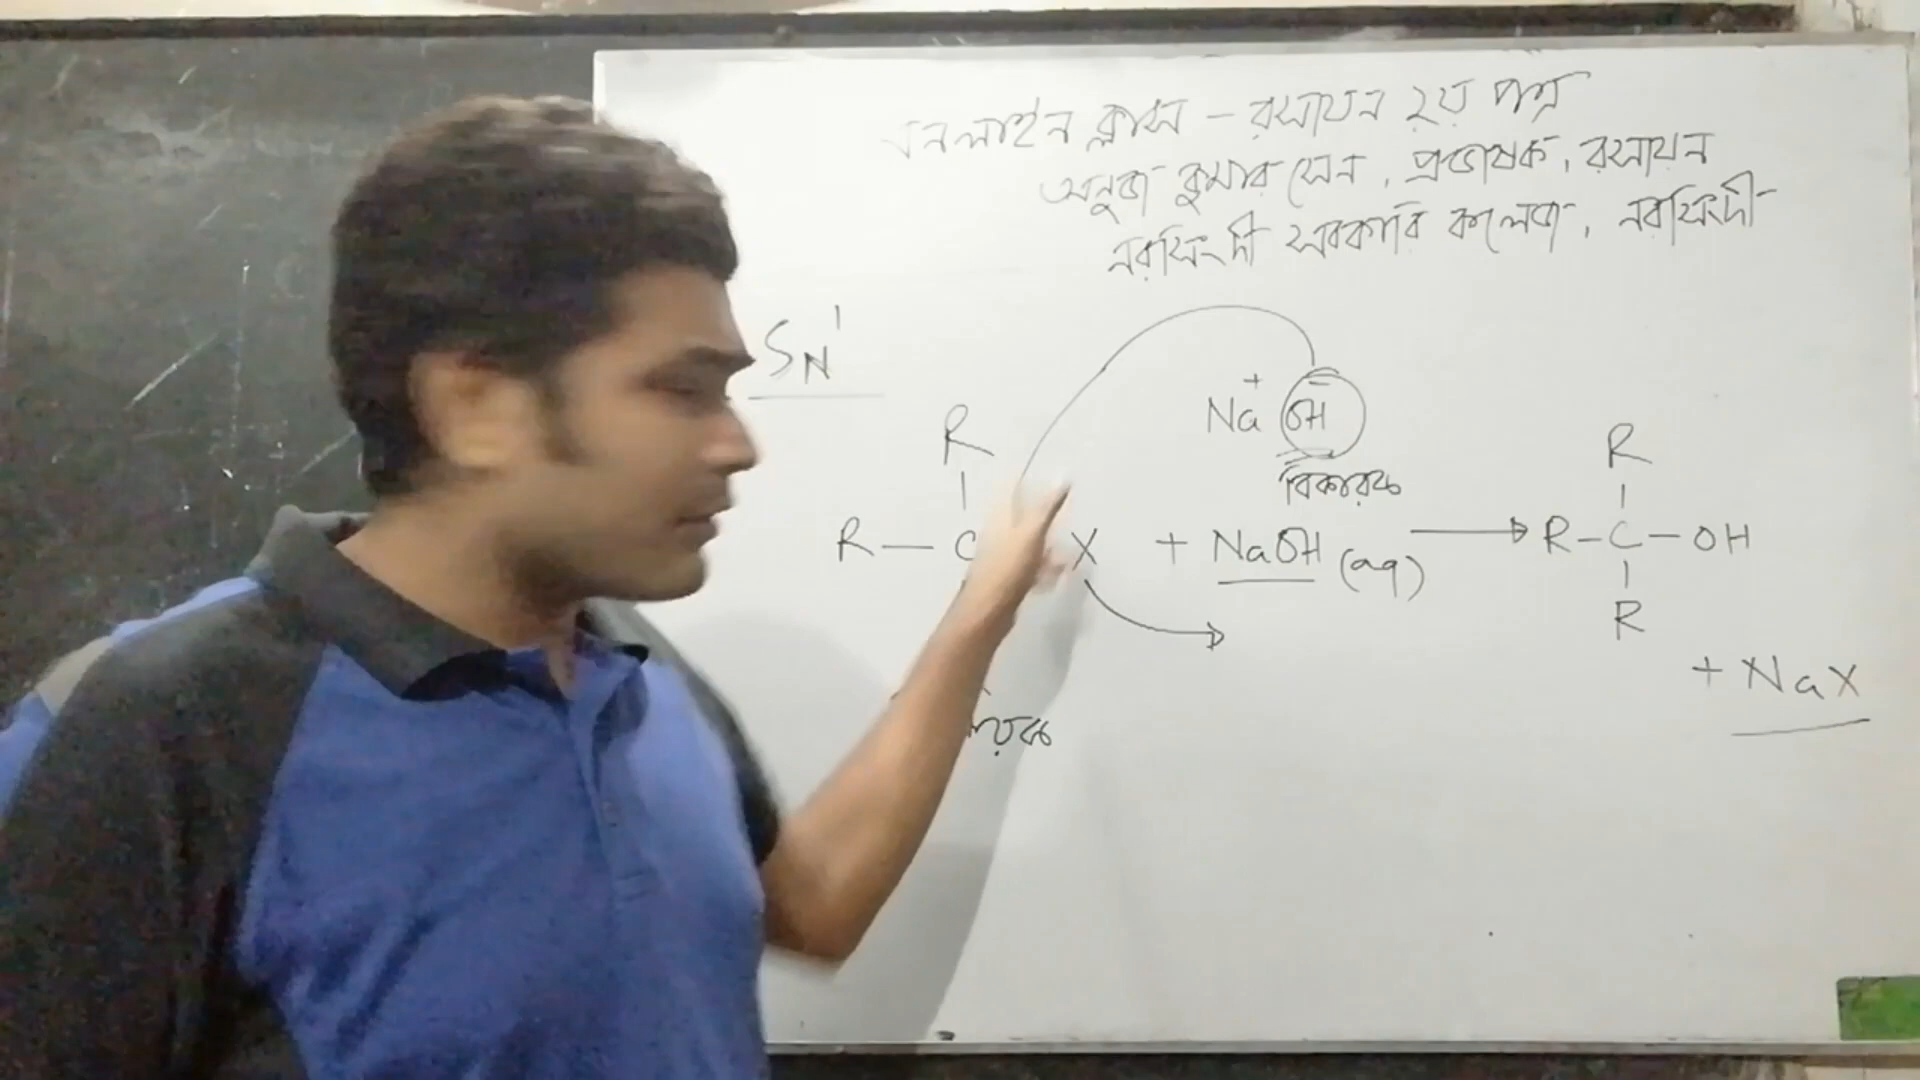 অনলাইন ক্লাস - রসায়ন ২য় পত্র
অনুজ কুমার সেন, প্রভাষক, রসায়ন
নরসিংদী সরকারি কলেজ, নরসিংদী
SN¹
Na⁺ OH⁻
বিকারক
R
R — C X + NaOH (aq) → R – C – OH
R
R
+ NaX